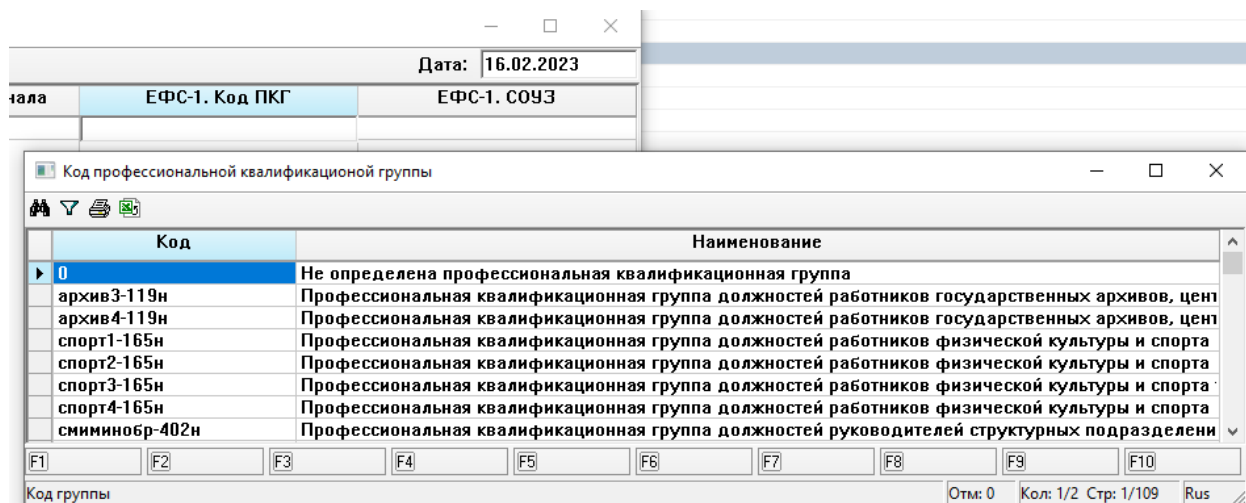 Дата: 16.02.2023
нала ЕФС-1. Код ПКГ ЕФС-1. СОУЗ
Код профессиональной квалификационой группы
Код Наименование
0 Не определена профессиональная квалификационная группа
архив3-119н Профессиональная квалификационная группа должностей работников государственных архивов, цент
архив4-119н Профессиональная квалификационная группа должностей работников государственных архивов, цент
спорт1-165н Профессиональная квалификационная группа должностей работников физической культуры и спорта
спорт2-165н Профессиональная квалификационная группа должностей работников физической культуры и спорта
спорт3-165н Профессиональная квалификационная группа должностей работников физической культуры и спорта
спорт4-165н Профессиональная квалификационная группа должностей работников физической культуры и спорта
смиминобр-402н Профессиональная квалификационная группа должностей руководителей структурных подразделени
F1 F2 F3 F4 F5 F6 F7 F8 F9 F10
Код группы Отм: 0 Кол: 1/2 Стр: 1/109 Rus